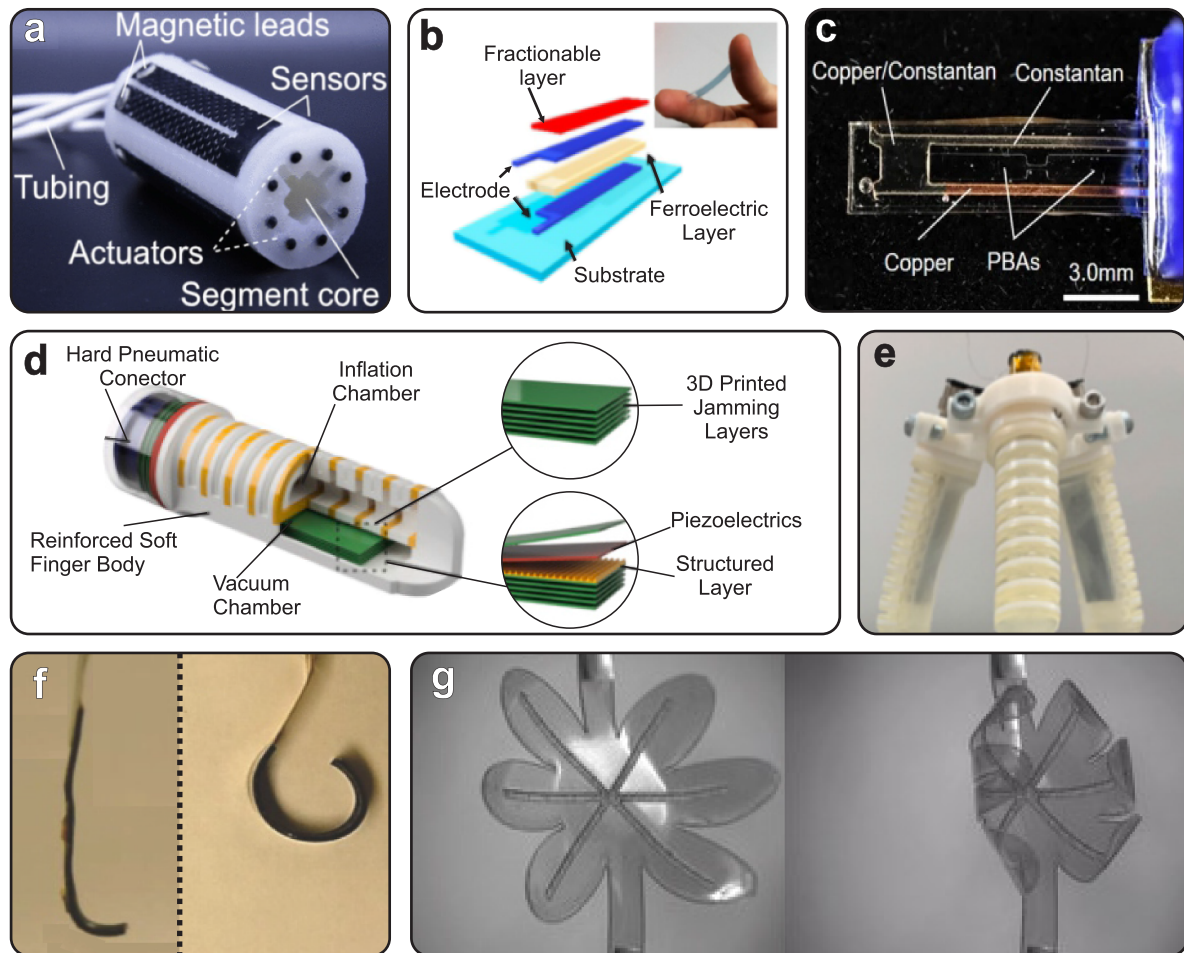 a
Magnetic leads
Sensors
Tubing
Actuators
Segment core
b
Fractionable
layer
Electrode
Ferroelectric
Layer
Substrate
c
Copper/Constantan
Constantan
Copper
PBAs
3.0mm
d
Hard Pneumatic
Conector
Inflation
Chamber
3D Printed
Jamming
Layers
Reinforced Soft
Finger Body
Vacuum
Chamber
Piezoelectrics
Structured
Layer
e
f
g